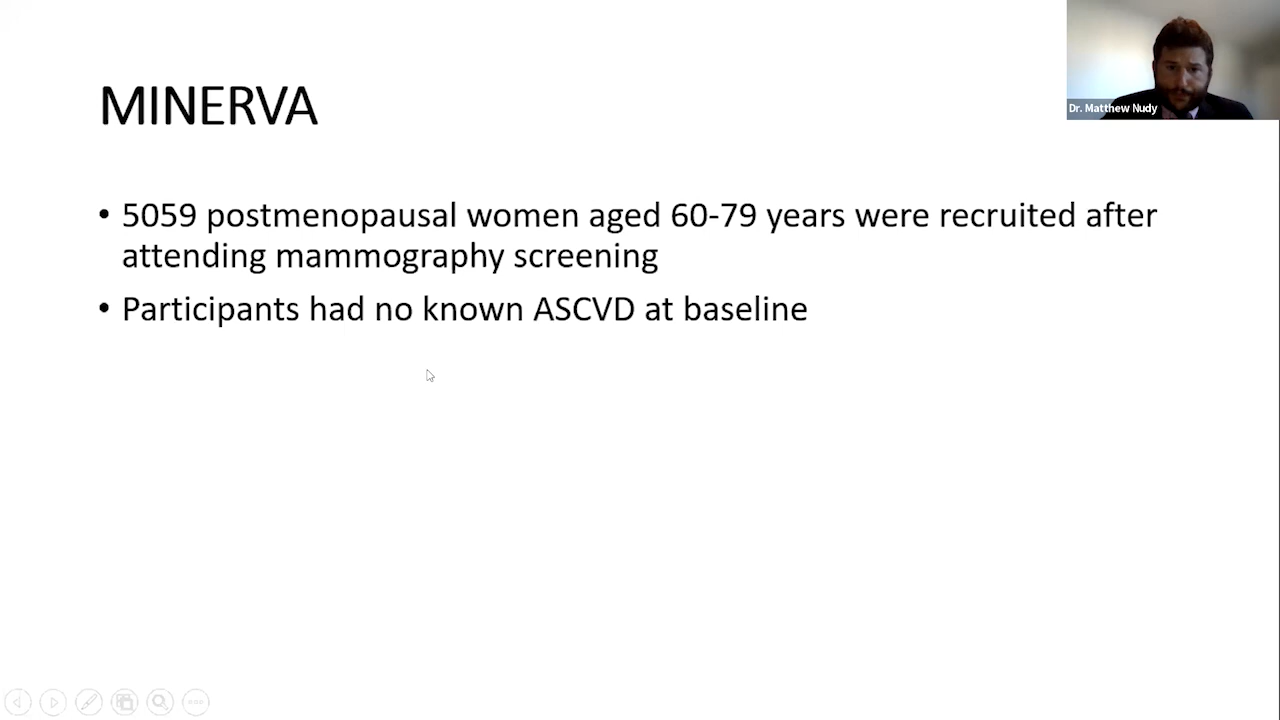 MINERVA
Dr. Matthew Nudy
• 5059 postmenopausal women aged 60-79 years were recruited after
attending mammography screening
• Participants had no known ASCVD at baseline